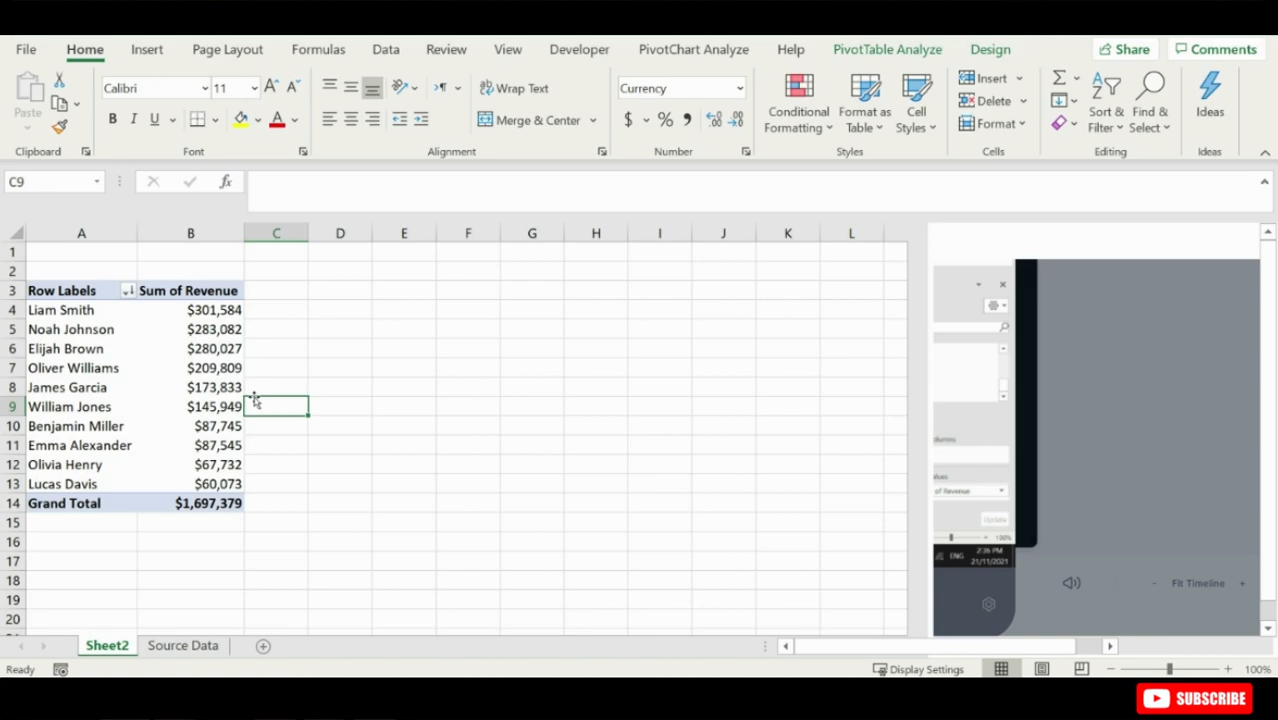 File Home Insert Page Layout Formulas Data Review View Developer PivotChart Analyze Help PivotTable Analyze Design Share Comments
Paste
Clipboard
Calibri 11
B I U A
Font
Wrap Text
Merge & Center
Alignment
Currency
$ % 9
Number
Conditional Formatting
Format as Table
Cell Styles
Styles
Insert
Delete
Format
Cells
Sort & Filter
Find & Select
Editing
Ideas
Ideas
C9 fx
A B C D E F G H I J K L
1
2
3 Row Labels Sum of Revenue
4 Liam Smith $301,584
5 Noah Johnson $283,082
6 Elijah Brown $280,027
7 Oliver Williams $209,809
8 James Garcia $173,833
9 William Jones $145,949
10 Benjamin Miller $87,745
11 Emma Alexander $87,545
12 Olivia Henry $67,732
13 Lucas Davis $60,073
14 Grand Total $1,697,379
15
16
17
18
19
20
of Revenue
Update
100%
ENG 2:36 PM
21/11/2021
- Fit Timeline +
Sheet2 Source Data
Ready Display Settings 100%
SUBSCRIBE